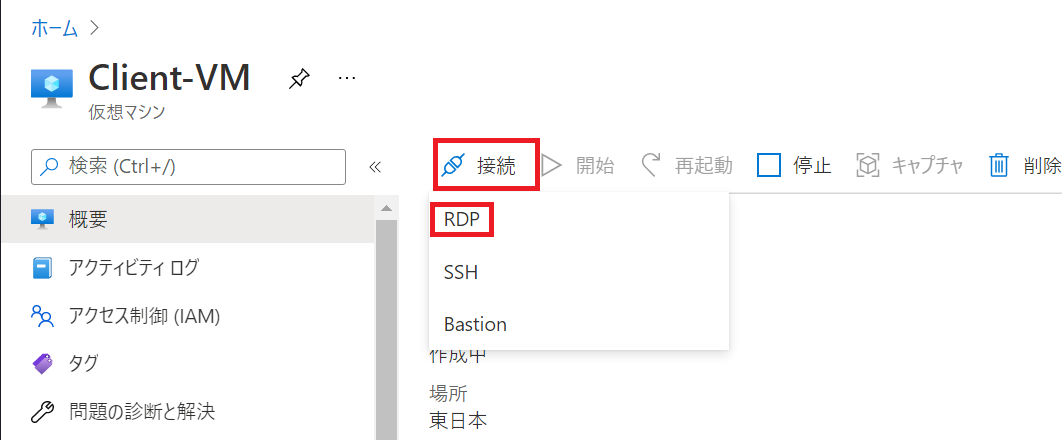 ホーム >
Client-VM ...
仮想マシン
検索 (Ctrl+/) «
接続 開始 再起動 停止 キャプチャ 削除
概要
アクティビティ ログ
アクセス制御 (IAM)
タグ
問題の診断と解決
RDP
SSH
Bastion
作成中
場所
東日本